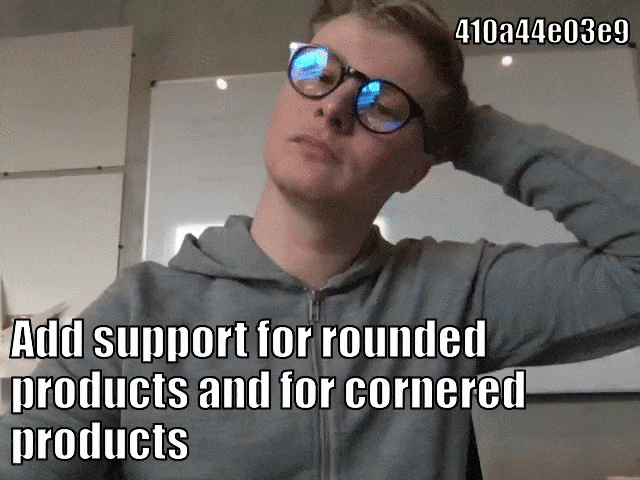 410a44e03e9
Add support for rounded
products and for cornered
products